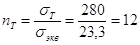 n_T = σ_T / σ_экв = 280 / 23,3 = 12